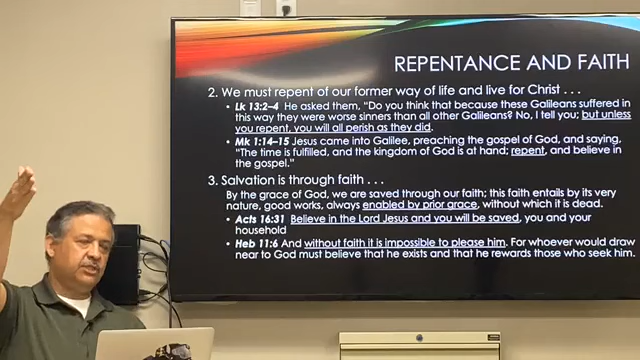 REPENTANCE AND FAITH
2. We must repent of our former way of life and live for Christ . . .
• Lk 13:2–4 He asked them, "Do you think that because these Galileans suffered in
this way they were worse sinners than all other Galileans? No, I tell you; but unless
you repent, you will all perish as they did.
• Mk 1:14–15 Jesus came into Galilee, preaching the gospel of God, and saying,
"The time is fulfilled, and the kingdom of God is at hand; repent, and believe in
the gospel."
3. Salvation is through faith . . .
By the grace of God, we are saved through our faith; this faith entails by its very
nature, good works, always enabled by prior grace, without which it is dead.
• Acts 16:31 Believe in the Lord Jesus and you will be saved, you and your
household
• Heb 11:6 And without faith it is impossible to please him. For whoever would draw
near to God must believe that he exists and that he rewards those who seek him.